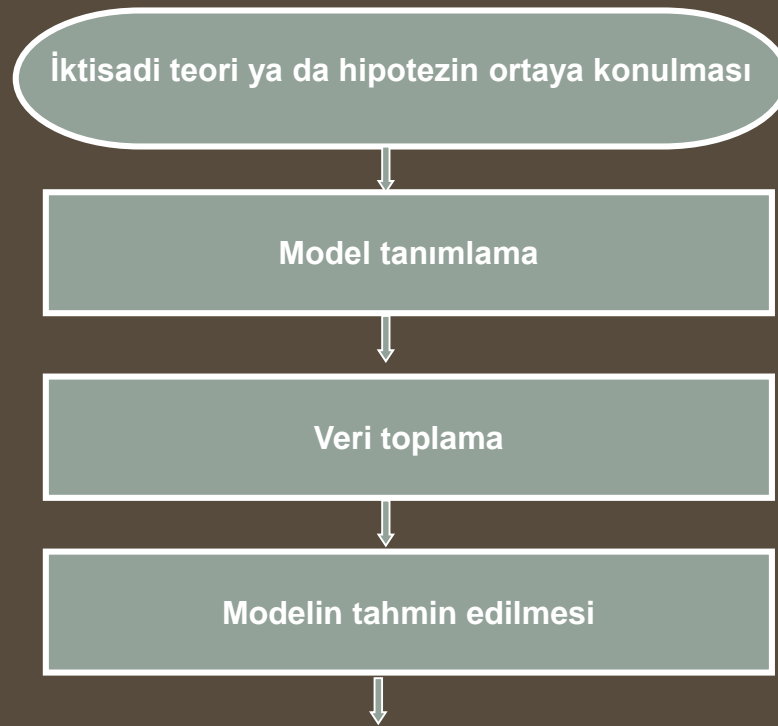 İktisadi teori ya da hipotezin ortaya konulması
Model tanımlama
Veri toplama
Modelin tahmin edilmesi